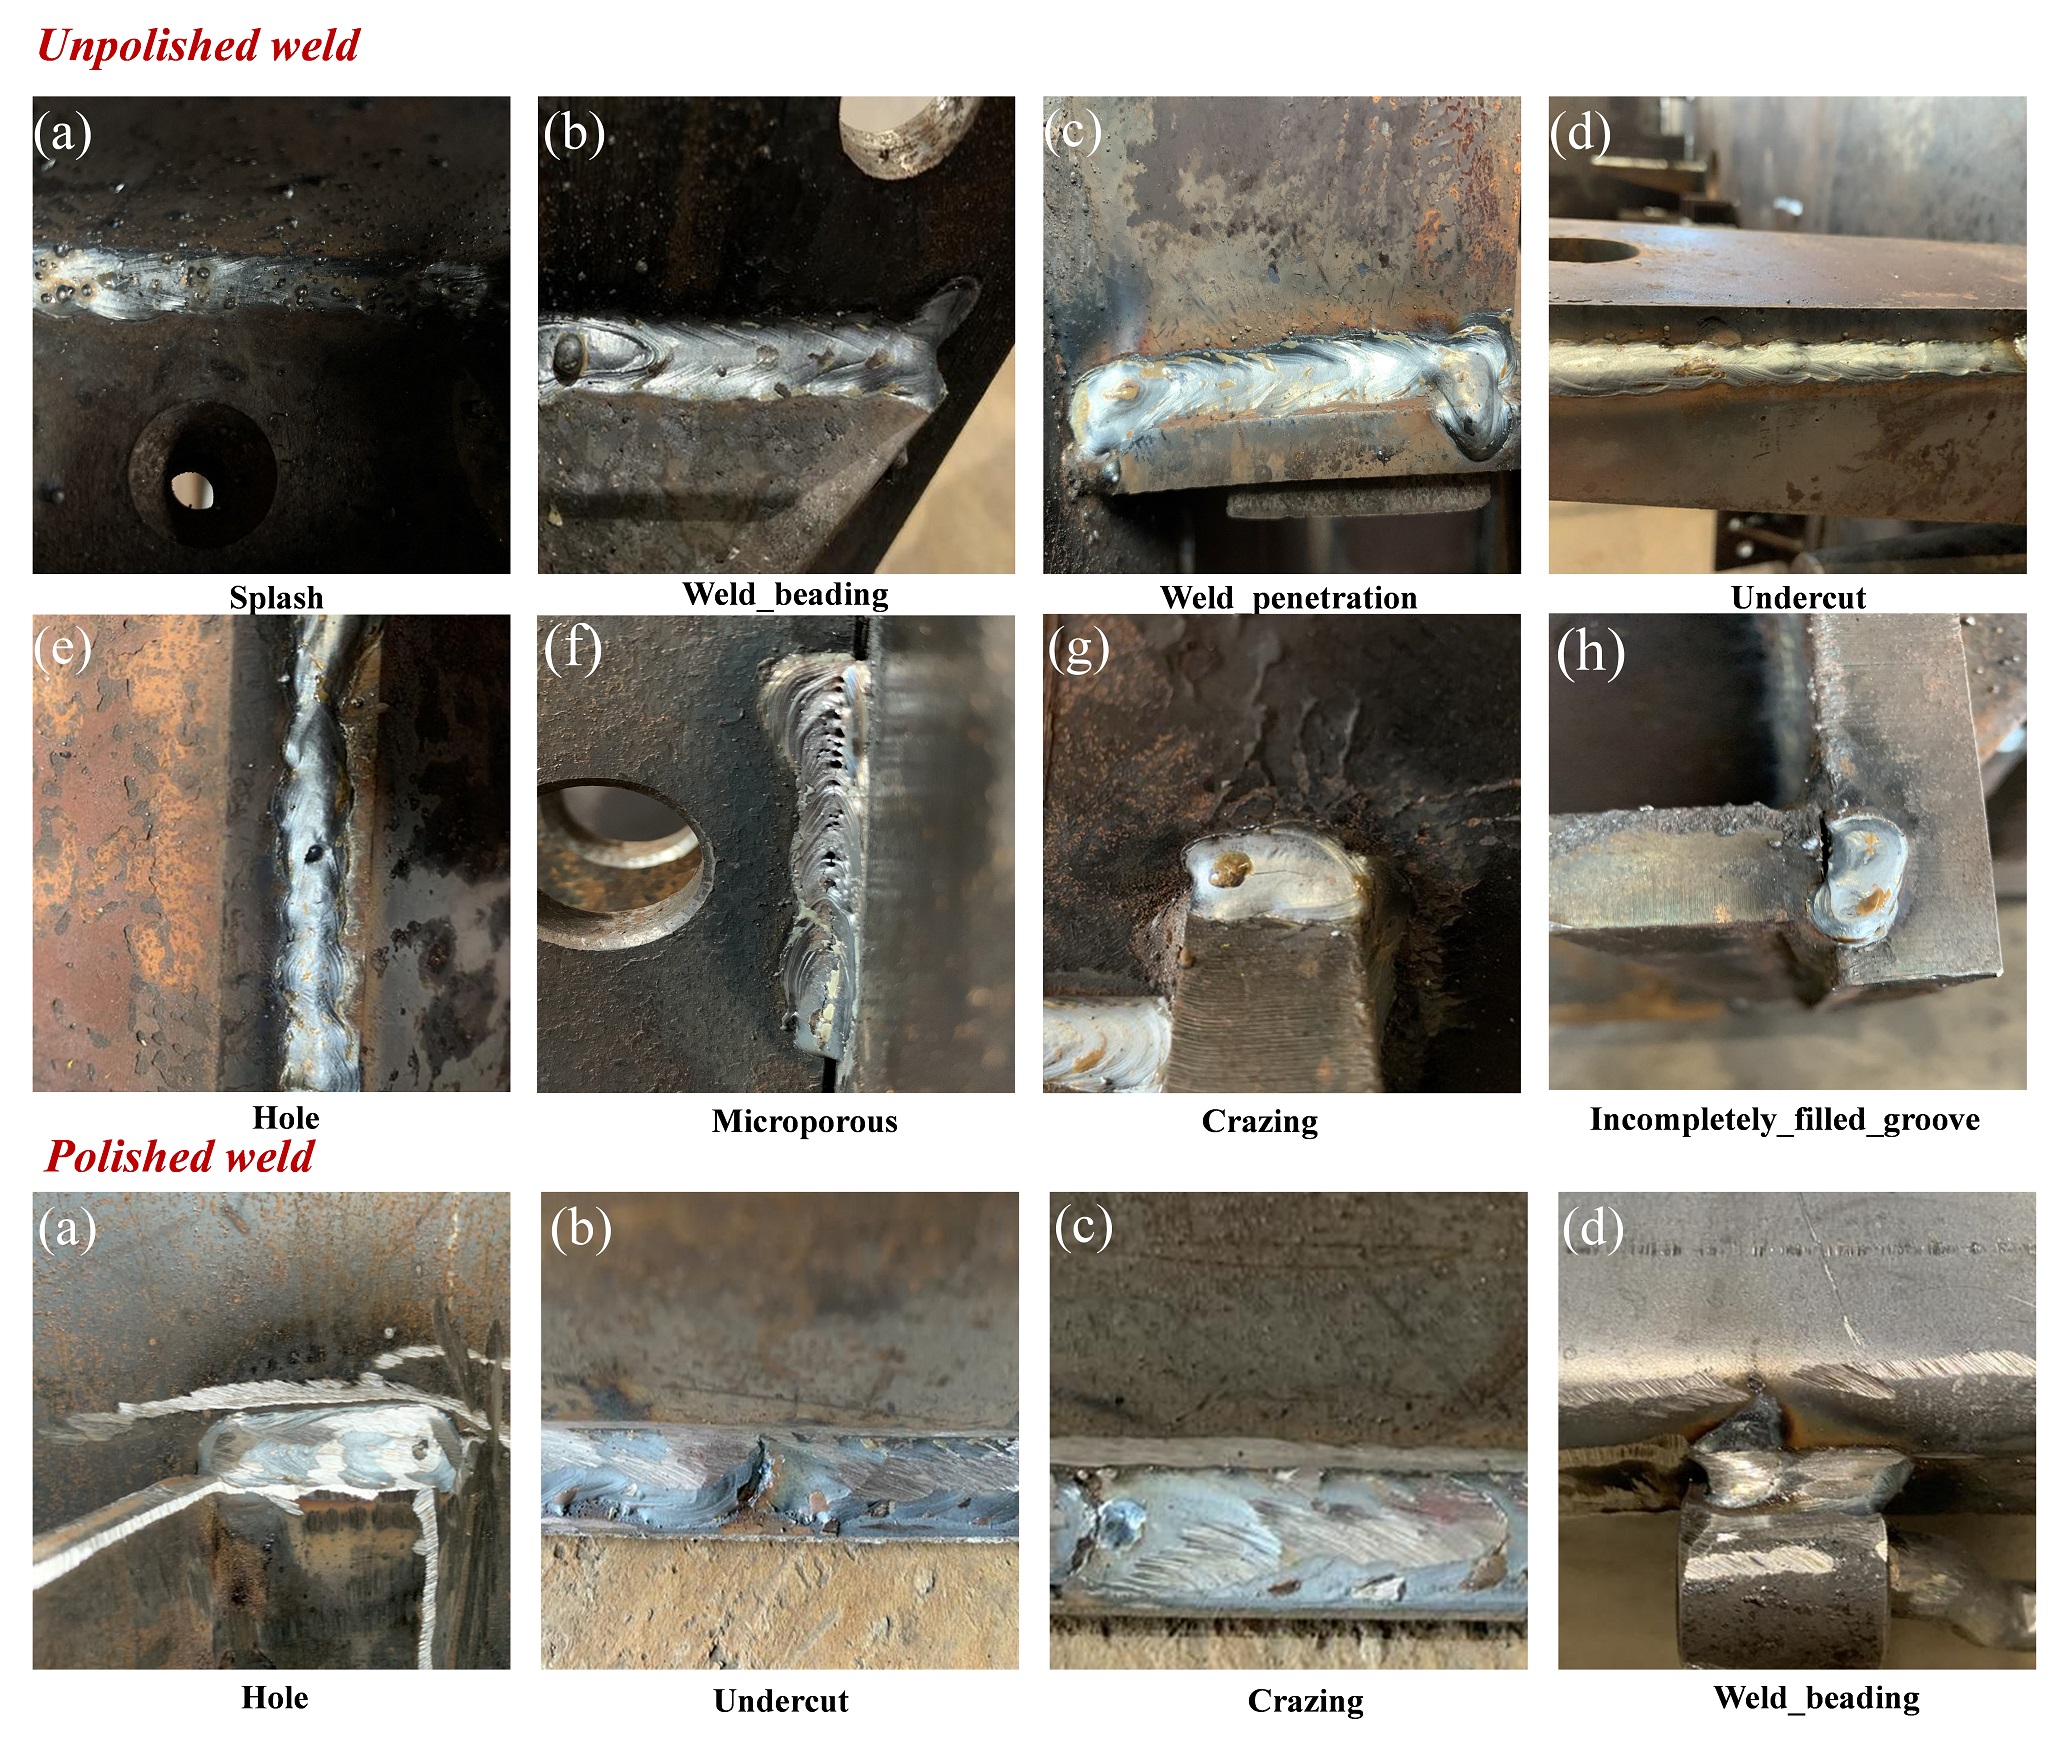 Unpolished weld
(a) (b) (c) (d)
Splash Weld_beading Weld_penetration Undercut
(e) (f) (g) (h)
Hole Microporous Crazing Incompletely_filled_groove
Polished weld
(a) (b) (c) (d)
Hole Undercut Crazing Weld_beading